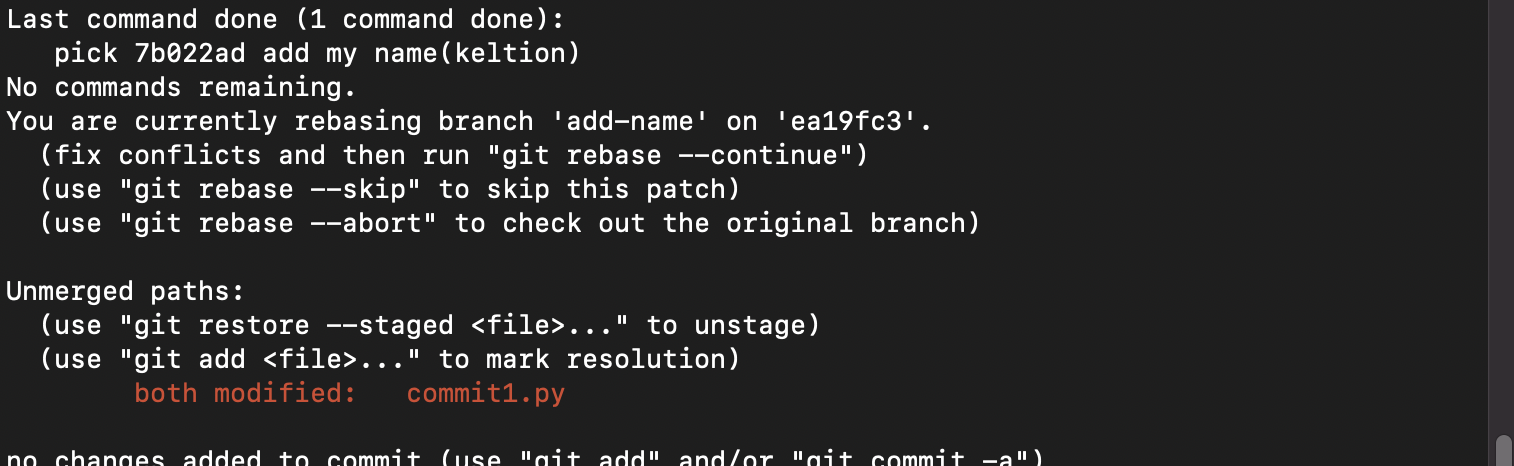 Last command done (1 command done):
   pick 7b022ad add my name(keltion)
No commands remaining.
You are currently rebasing branch 'add-name' on 'ea19fc3'.
  (fix conflicts and then run "git rebase --continue")
  (use "git rebase --skip" to skip this patch)
  (use "git rebase --abort" to check out the original branch)

Unmerged paths:
  (use "git restore --staged <file>..." to unstage)
  (use "git add <file>..." to mark resolution)
        both modified:   commit1.py

no changes added to commit (use "git add" and/or "git commit -a")